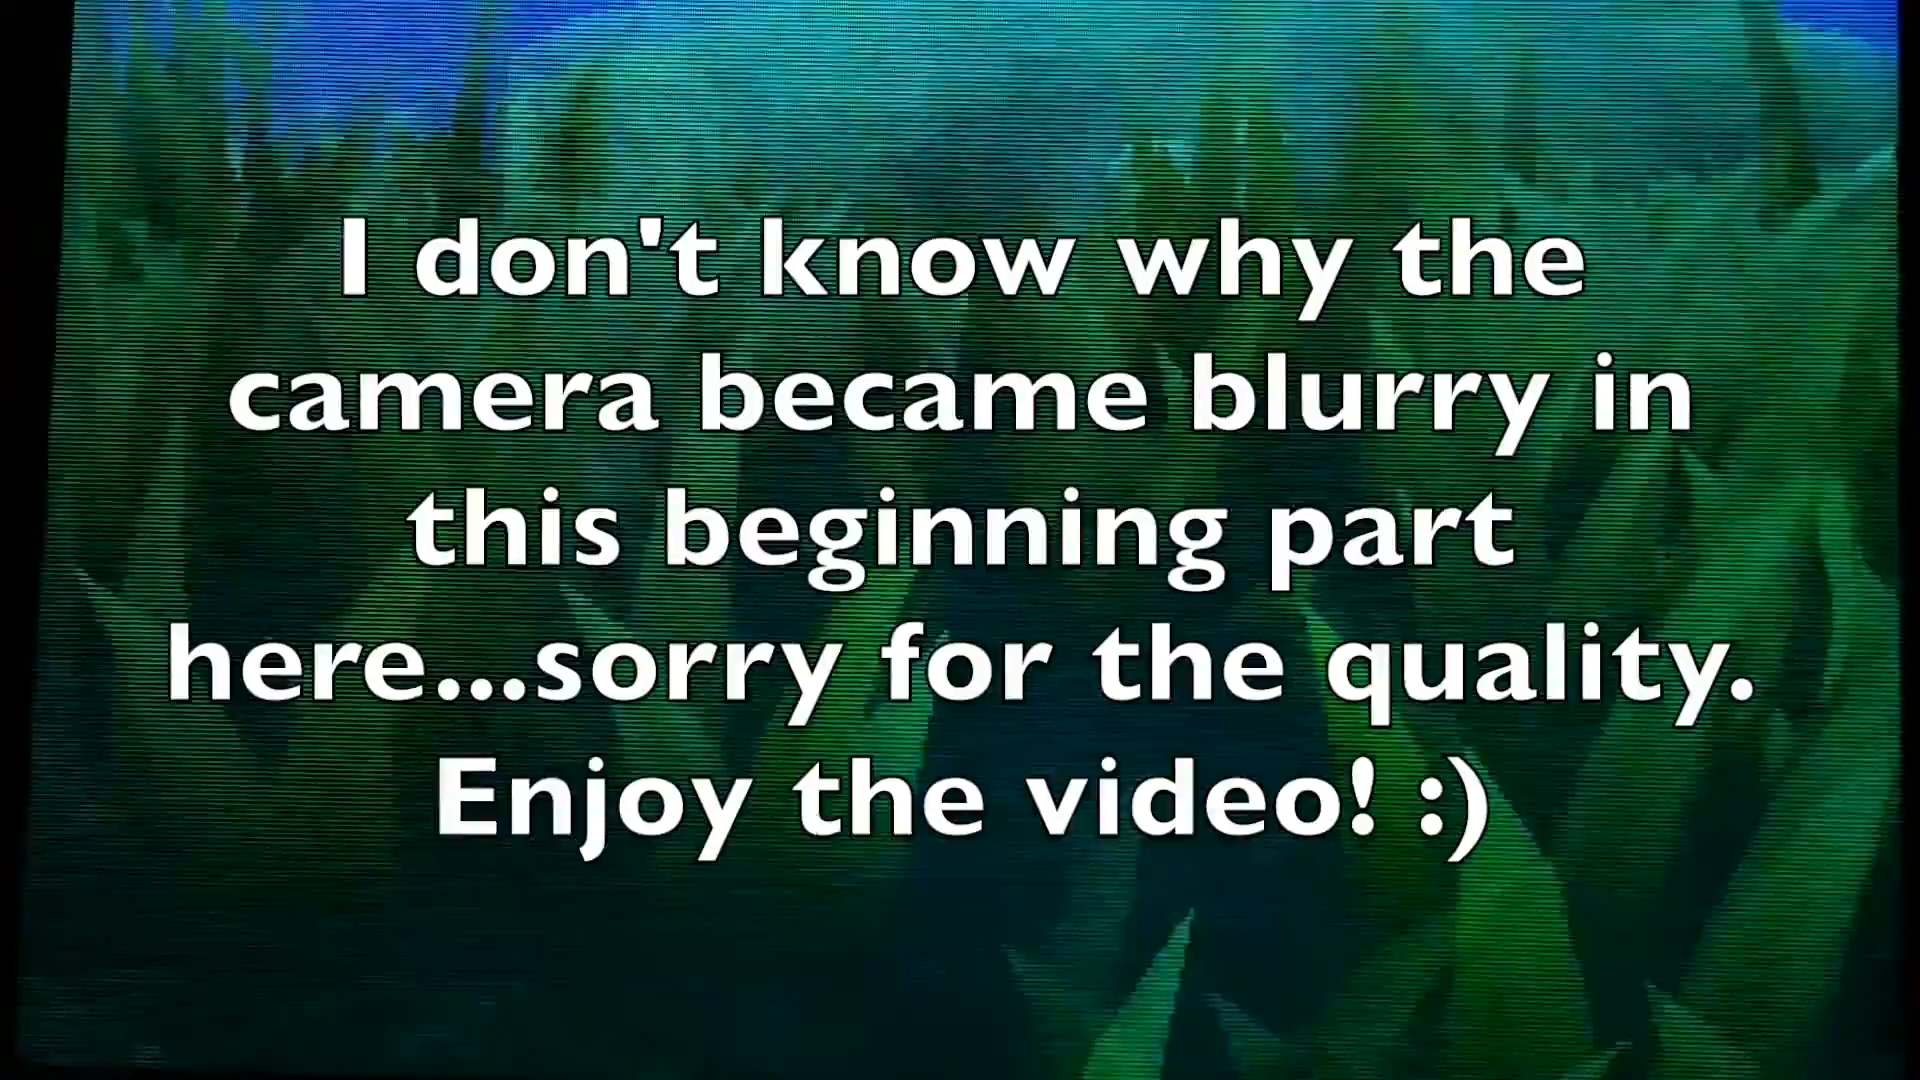 I don't know why the
camera became blurry in
this beginning part
here...sorry for the quality.
Enjoy the video! :)